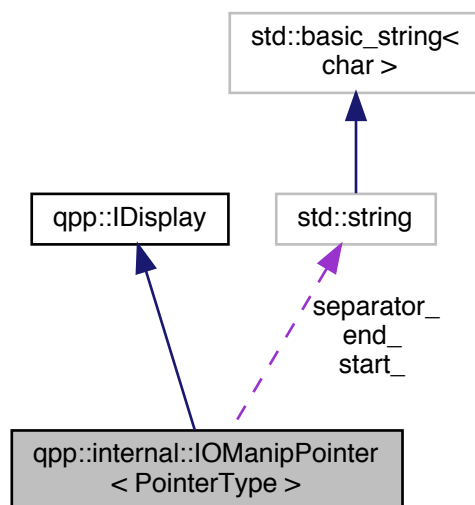 std::basic_string<
char >
qpp::IDisplay
std::string
separator_
end_
start_
qpp::internal::IOManipPointer
< PointerType >